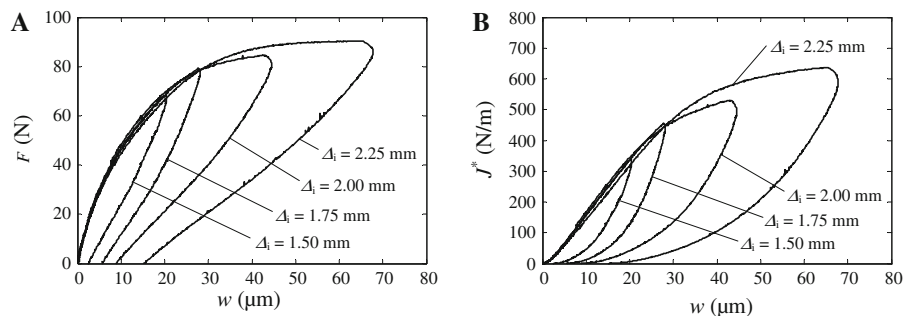 A
100
80
60
40
20
0
F (N)
0 10 20 30 40 50 60 70 80
w (μm)
Δi = 2.25 mm
Δi = 2.00 mm
Δi = 1.75 mm
Δi = 1.50 mm
B
800
700
600
500
400
300
200
100
0
J* (N/m)
0 10 20 30 40 50 60 70 80
w (μm)
Δi = 2.25 mm
Δi = 2.00 mm
Δi = 1.75 mm
Δi = 1.50 mm